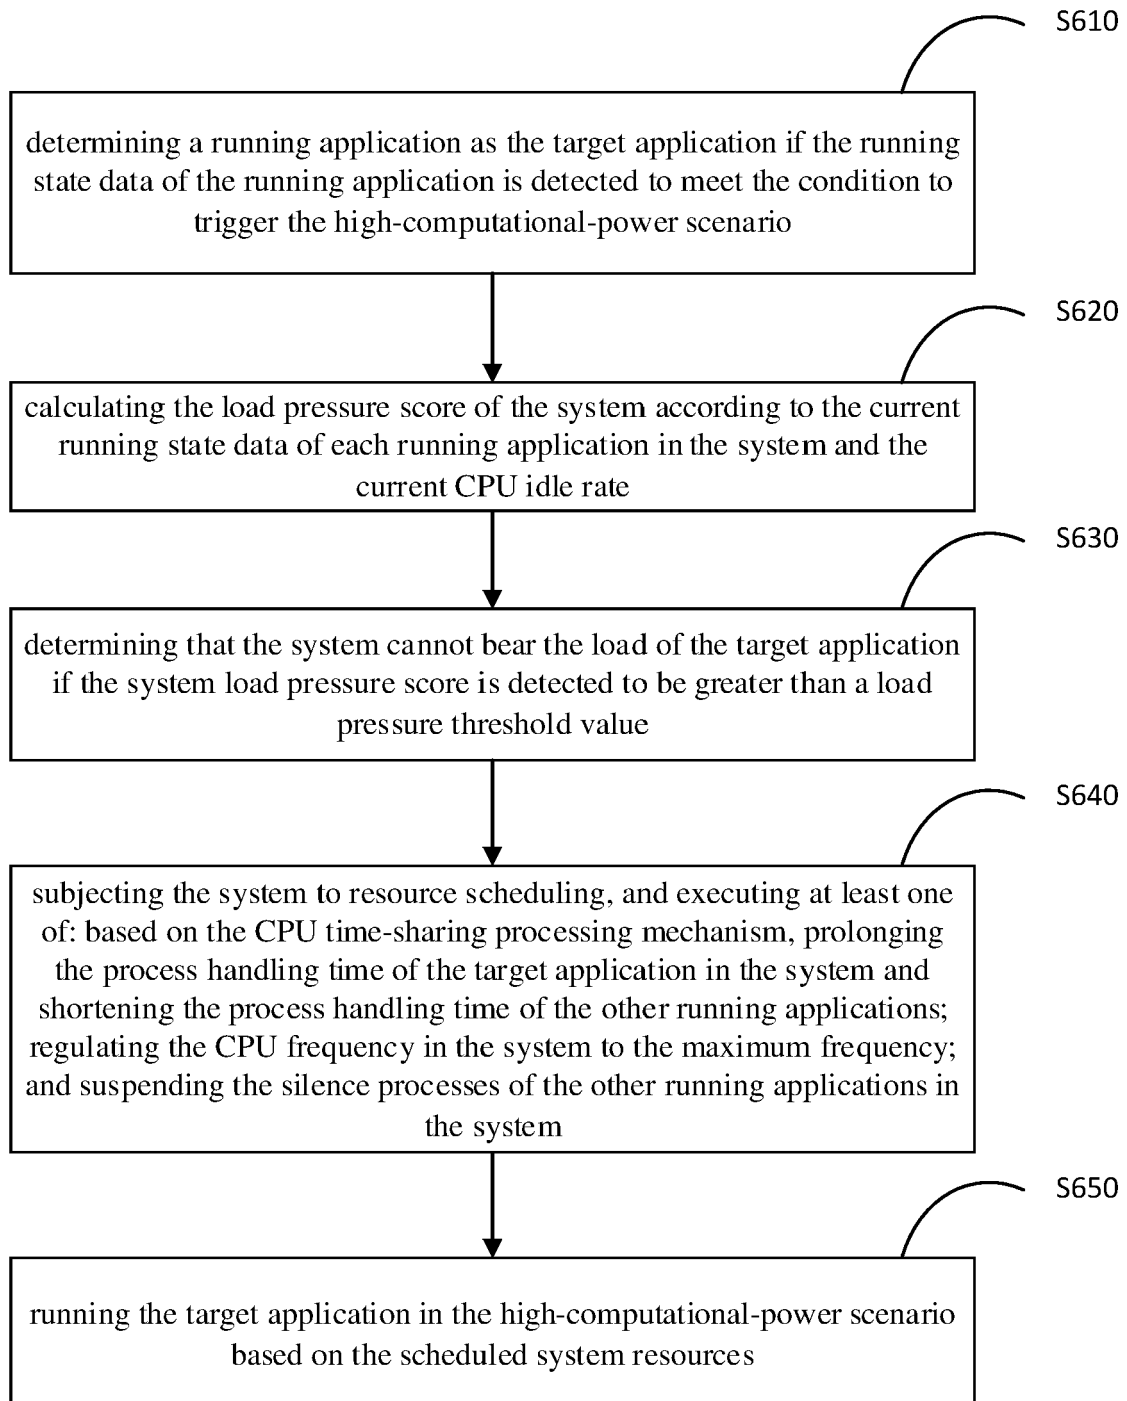 S610
determining a running application as the target application if the running
state data of the running application is detected to meet the condition to
trigger the high-computational-power scenario
S620
calculating the load pressure score of the system according to the current
running state data of each running application in the system and the
current CPU idle rate
S630
determining that the system cannot bear the load of the target application
if the system load pressure score is detected to be greater than a load
pressure threshold value
S640
subjecting the system to resource scheduling, and executing at least one
of: based on the CPU time-sharing processing mechanism, prolonging
the process handling time of the target application in the system and
shortening the process handling time of the other running applications;
regulating the CPU frequency in the system to the maximum frequency;
and suspending the silence processes of the other running applications in
the system
S650
running the target application in the high-computational-power scenario
based on the scheduled system resources